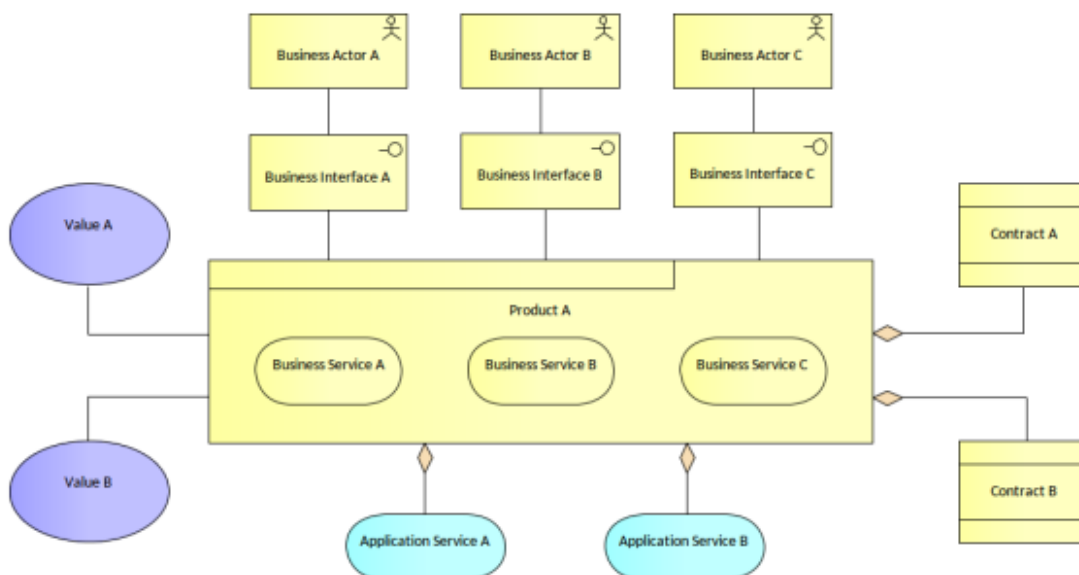 Business Actor A
Business Actor B
Business Actor C
Business Interface A
Business Interface B
Business Interface C
Value A
Contract A
Product A
Business Service A
Business Service B
Business Service C
Value B
Contract B
Application Service A
Application Service B